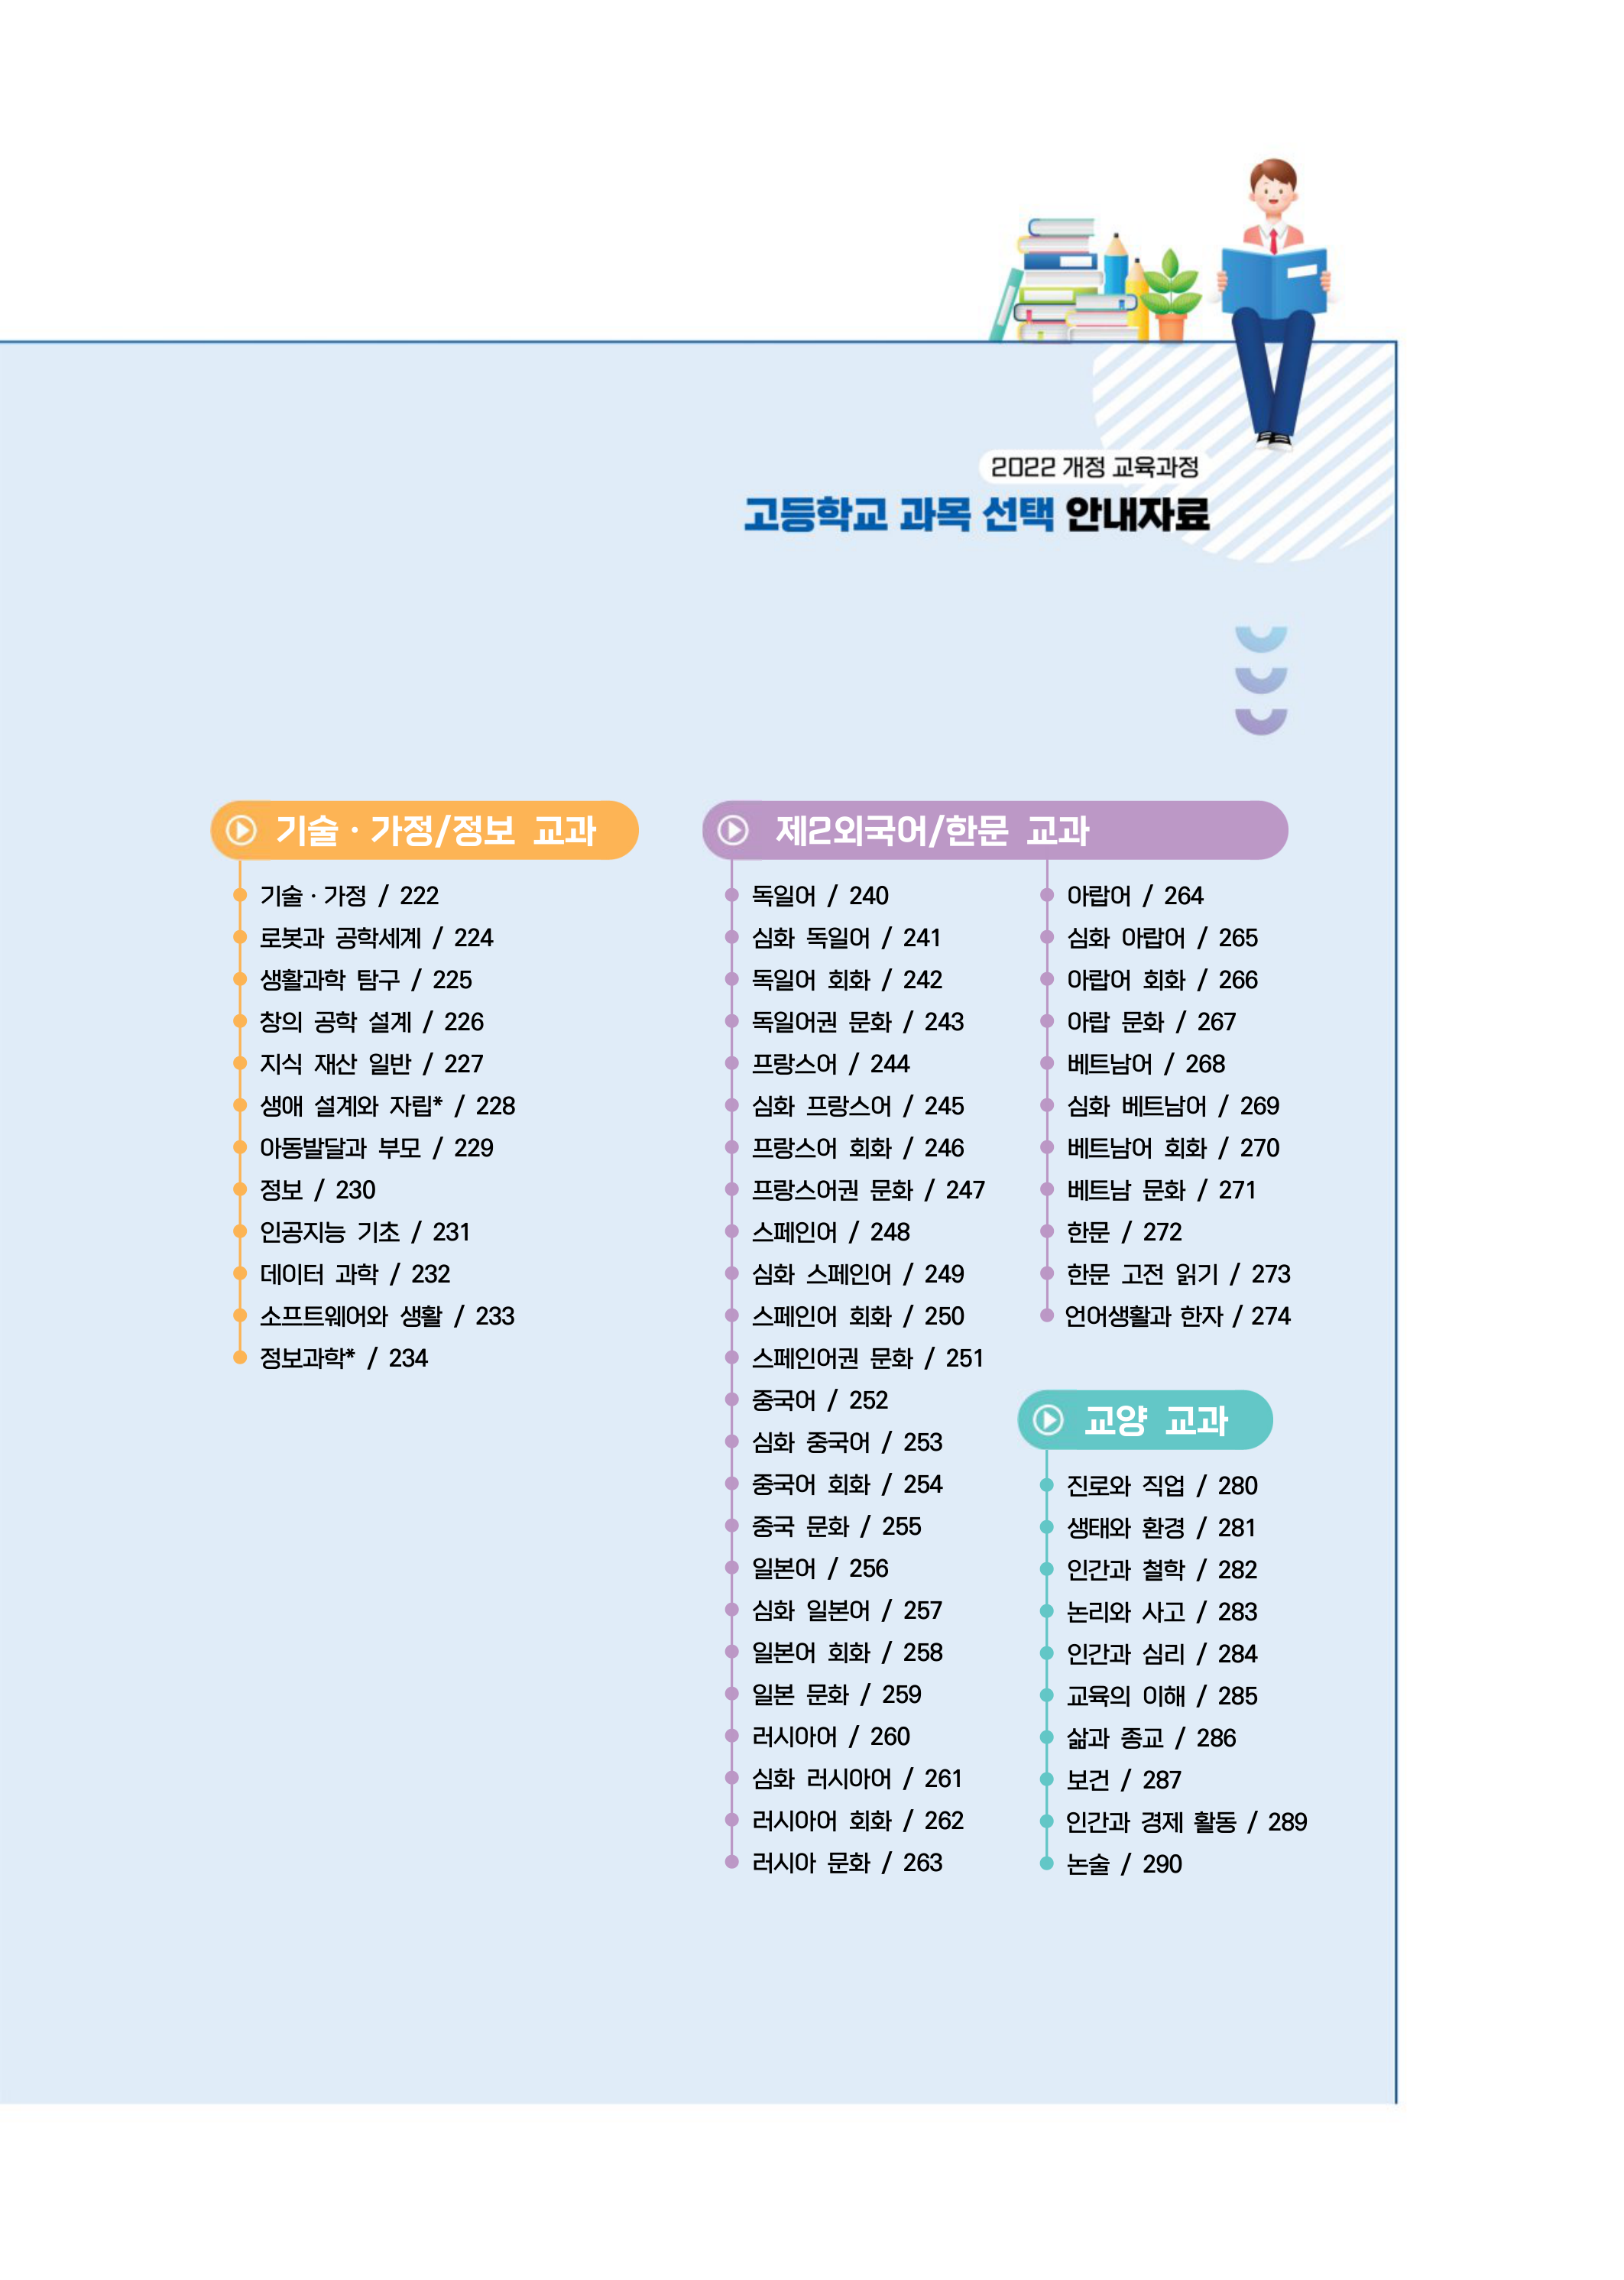 2022 개정 교육과정
고등학교 과목 선택 안내자료
기술 · 가정/정보 교과
기술 · 가정 / 222
로봇과 공학세계 / 224
생활과학 탐구 / 225
창의 공학 설계 / 226
지식 재산 일반 / 227
생애 설계와 자립* / 228
아동발달과 부모 / 229
정보 / 230
인공지능 기초 / 231
데이터 과학 / 232
소프트웨어와 생활 / 233
정보과학* / 234
제2외국어/한문 교과
독일어 / 240
심화 독일어 / 241
독일어 회화 / 242
독일어권 문화 / 243
프랑스어 / 244
심화 프랑스어 / 245
프랑스어 회화 / 246
프랑스어권 문화 / 247
스페인어 / 248
심화 스페인어 / 249
스페인어 회화 / 250
스페인어권 문화 / 251
중국어 / 252
심화 중국어 / 253
중국어 회화 / 254
중국 문화 / 255
일본어 / 256
심화 일본어 / 257
일본어 회화 / 258
일본 문화 / 259
러시아어 / 260
심화 러시아어 / 261
러시아어 회화 / 262
러시아 문화 / 263
아랍어 / 264
심화 아랍어 / 265
아랍어 회화 / 266
아랍 문화 / 267
베트남어 / 268
심화 베트남어 / 269
베트남어 회화 / 270
베트남 문화 / 271
한문 / 272
한문 고전 읽기 / 273
언어생활과 한자 / 274
교양 교과
진로와 직업 / 280
생태와 환경 / 281
인간과 철학 / 282
논리와 사고 / 283
인간과 심리 / 284
교육의 이해 / 285
삶과 종교 / 286
보건 / 287
인간과 경제 활동 / 289
논술 / 290